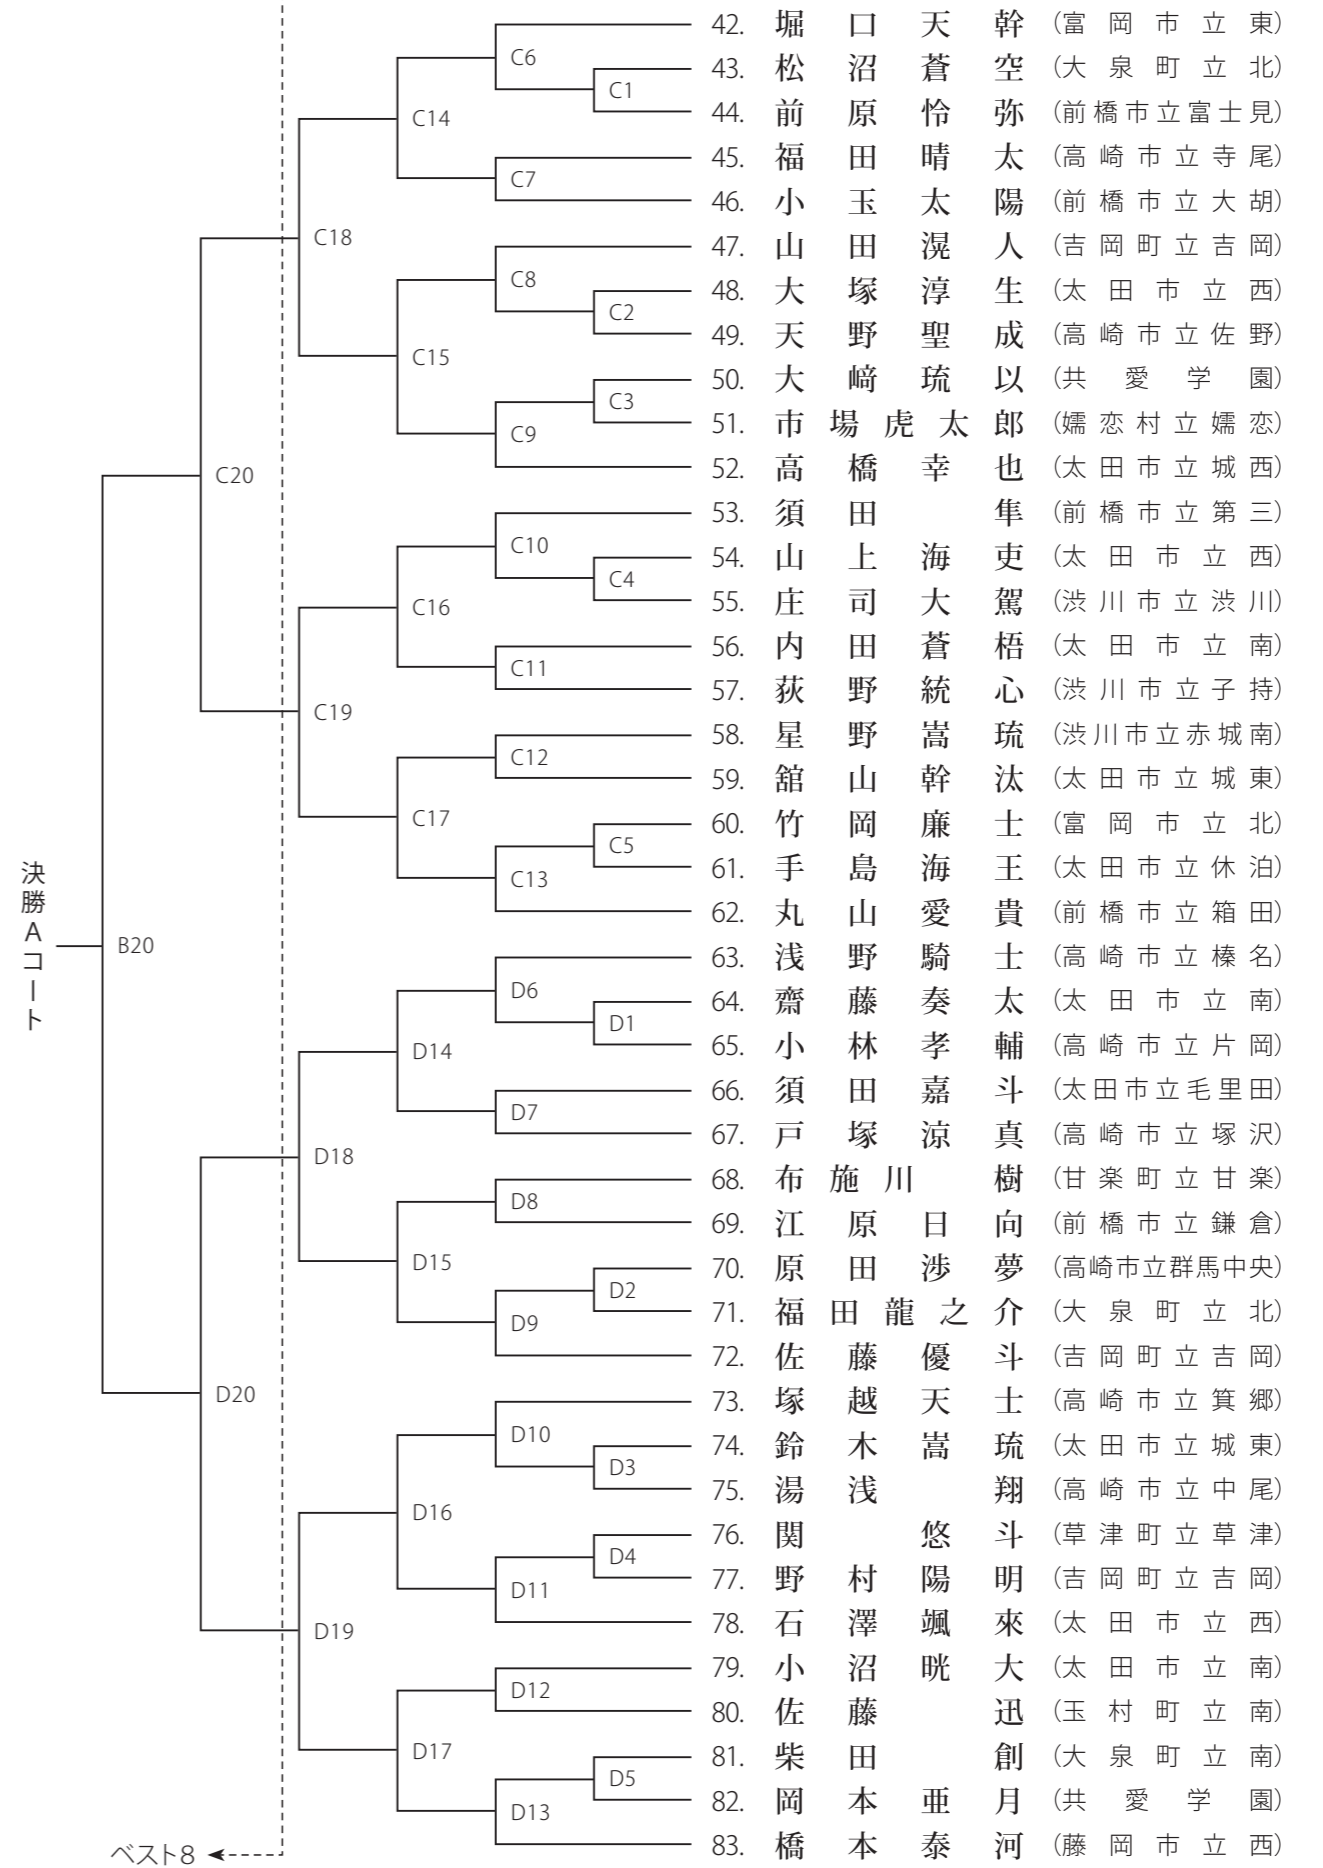 42. 堀口天幹 (富岡市立東)
43. 松沼蒼空 (大泉町立北)
44. 前原怜弥 (前橋市立富士見)
45. 福田晴太 (高崎市立寺尾)
46. 小玉太陽 (前橋市立大胡)
47. 山田滉人 (吉岡町立吉岡)
48. 大塚淳生 (太田市立西)
49. 天野聖成 (高崎市立佐野)
50. 大﨑琉以 (共愛学園)
51. 市場虎太郎 (嬬恋村立嬬恋)
52. 高橋幸也 (太田市立城西)
53. 須田隼 (前橋市立第三)
54. 山上海吏 (太田市立西)
55. 庄司大駕 (渋川市立渋川)
56. 内田蒼梧 (太田市立南)
57. 荻野統心 (渋川市立子持)
58. 星野嵩琉 (渋川市立赤城南)
59. 舘山幹汰 (太田市立城東)
60. 竹岡廉士 (富岡市立北)
61. 手島海王 (太田市立休泊)
62. 丸山愛貴 (前橋市立箱田)
63. 浅野騎士 (高崎市立榛名)
64. 齋藤奏太 (太田市立南)
65. 小林孝輔 (高崎市立片岡)
66. 須田嘉斗 (太田市立毛里田)
67. 戸塚涼真 (高崎市立塚沢)
68. 布施川樹 (甘楽町立甘楽)
69. 江原日向 (前橋市立鎌倉)
70. 原田渉夢 (高崎市立群馬中央)
71. 福田龍之介 (大泉町立北)
72. 佐藤優斗 (吉岡町立吉岡)
73. 塚越天士 (高崎市立箕郷)
74. 鈴木嵩琉 (太田市立城東)
75. 湯浅翔 (高崎市立中尾)
76. 関悠斗 (草津町立草津)
77. 野村陽明 (吉岡町立吉岡)
78. 石澤颯來 (太田市立西)
79. 小沼晄大 (太田市立南)
80. 佐藤迅 (玉村町立南)
81. 柴田創 (大泉町立南)
82. 岡本亜月 (共愛学園)
83. 橋本泰河 (藤岡市立西)
C1
C2
C3
C4
C5
D1
D2
D3
D4
D5
C6
C7
C8
C9
C10
C11
C12
C13
D6
D7
D8
D9
D10
D11
D12
D13
C14
C15
C16
C17
D14
D15
D16
D17
C18
C19
D18
D19
C20
D20
B20
決勝Aコート
ベスト8